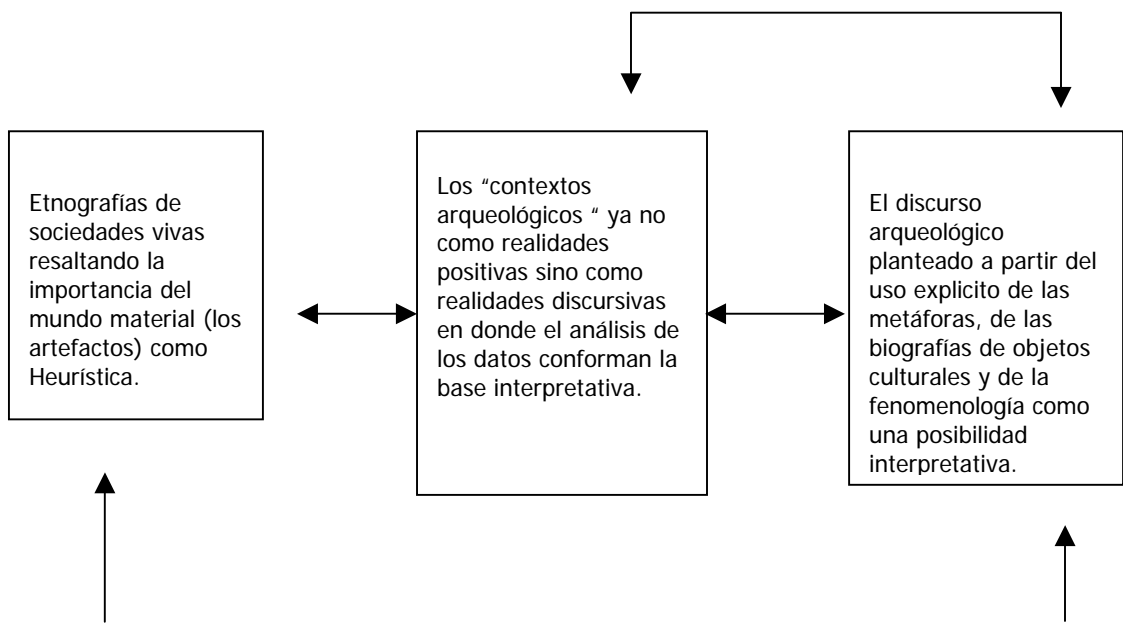 Etnografías de
sociedades vivas
resaltando la
importancia del
mundo material (los
artefactos) como
Heurística.
Los “contextos
arqueológicos “ ya no
como realidades
positivas sino como
realidades discursivas
en donde el análisis de
los datos conforman la
base interpretativa.
El discurso
arqueológico
planteado a partir del
uso explicito de las
metáforas, de las
biografías de objetos
culturales y de la
fenomenología como
una posibilidad
interpretativa.